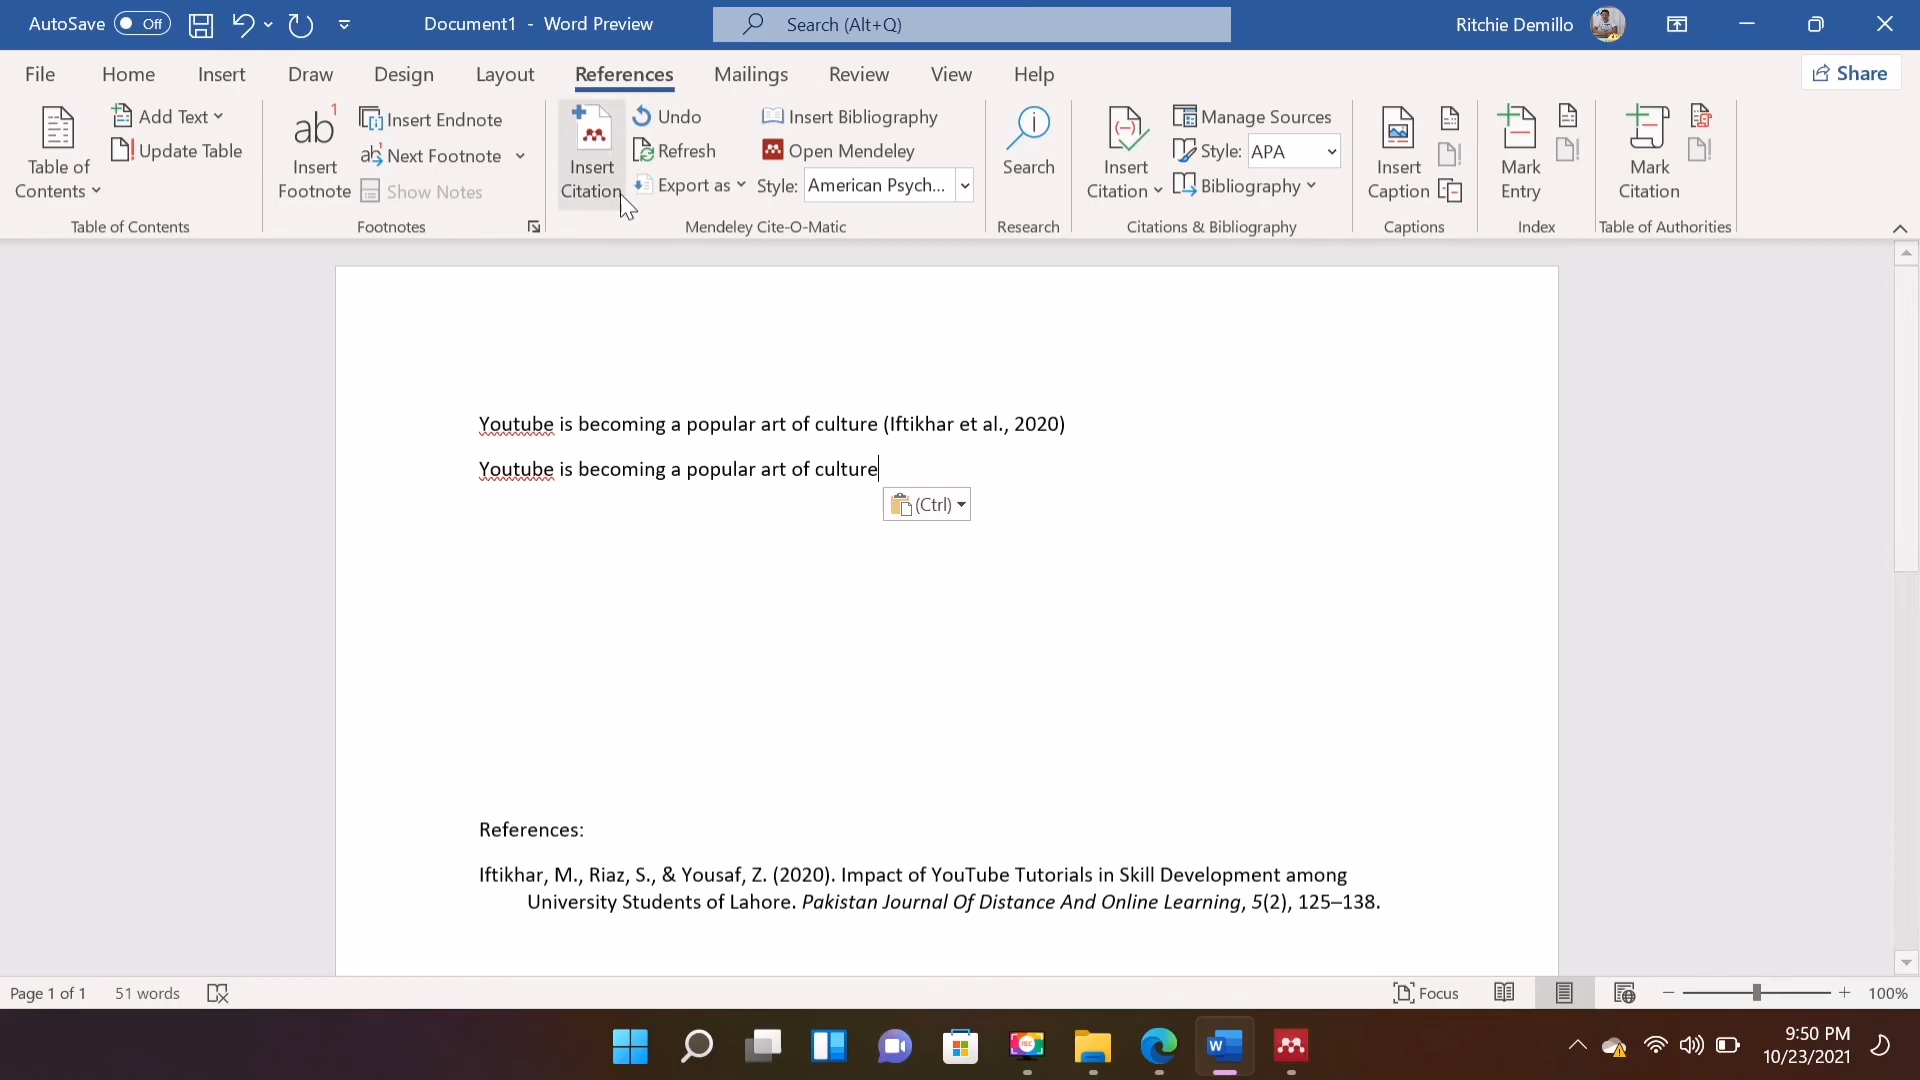 AutoSave Off Document1 - Word Preview Search (Alt+Q) Ritchie Demillo
File Home Insert Draw Design Layout References Mailings Review View Help Share
Table of Contents
Add Text
Update Table
Table of Contents
ab 1
Insert Footnote
Insert Endnote
Next Footnote
Show Notes
Footnotes
Insert Citation
Undo
Refresh
Export as
Insert Bibliography
Open Mendeley
Style: American Psych...
Mendeley Cite-O-Matic
Search
Research
Insert Citation
Manage Sources
Style: APA
Bibliography
Citations & Bibliography
Insert Caption
Captions
Mark Entry
Index
Mark Citation
Table of Authorities
Youtube is becoming a popular art of culture (Iftikhar et al., 2020)
Youtube is becoming a popular art of culture
(Ctrl)
References:
Iftikhar, M., Riaz, S., & Yousaf, Z. (2020). Impact of YouTube Tutorials in Skill Development among
University Students of Lahore. Pakistan Journal Of Distance And Online Learning, 5(2), 125–138.
Page 1 of 1 51 words Focus 100%
9:50 PM
10/23/2021